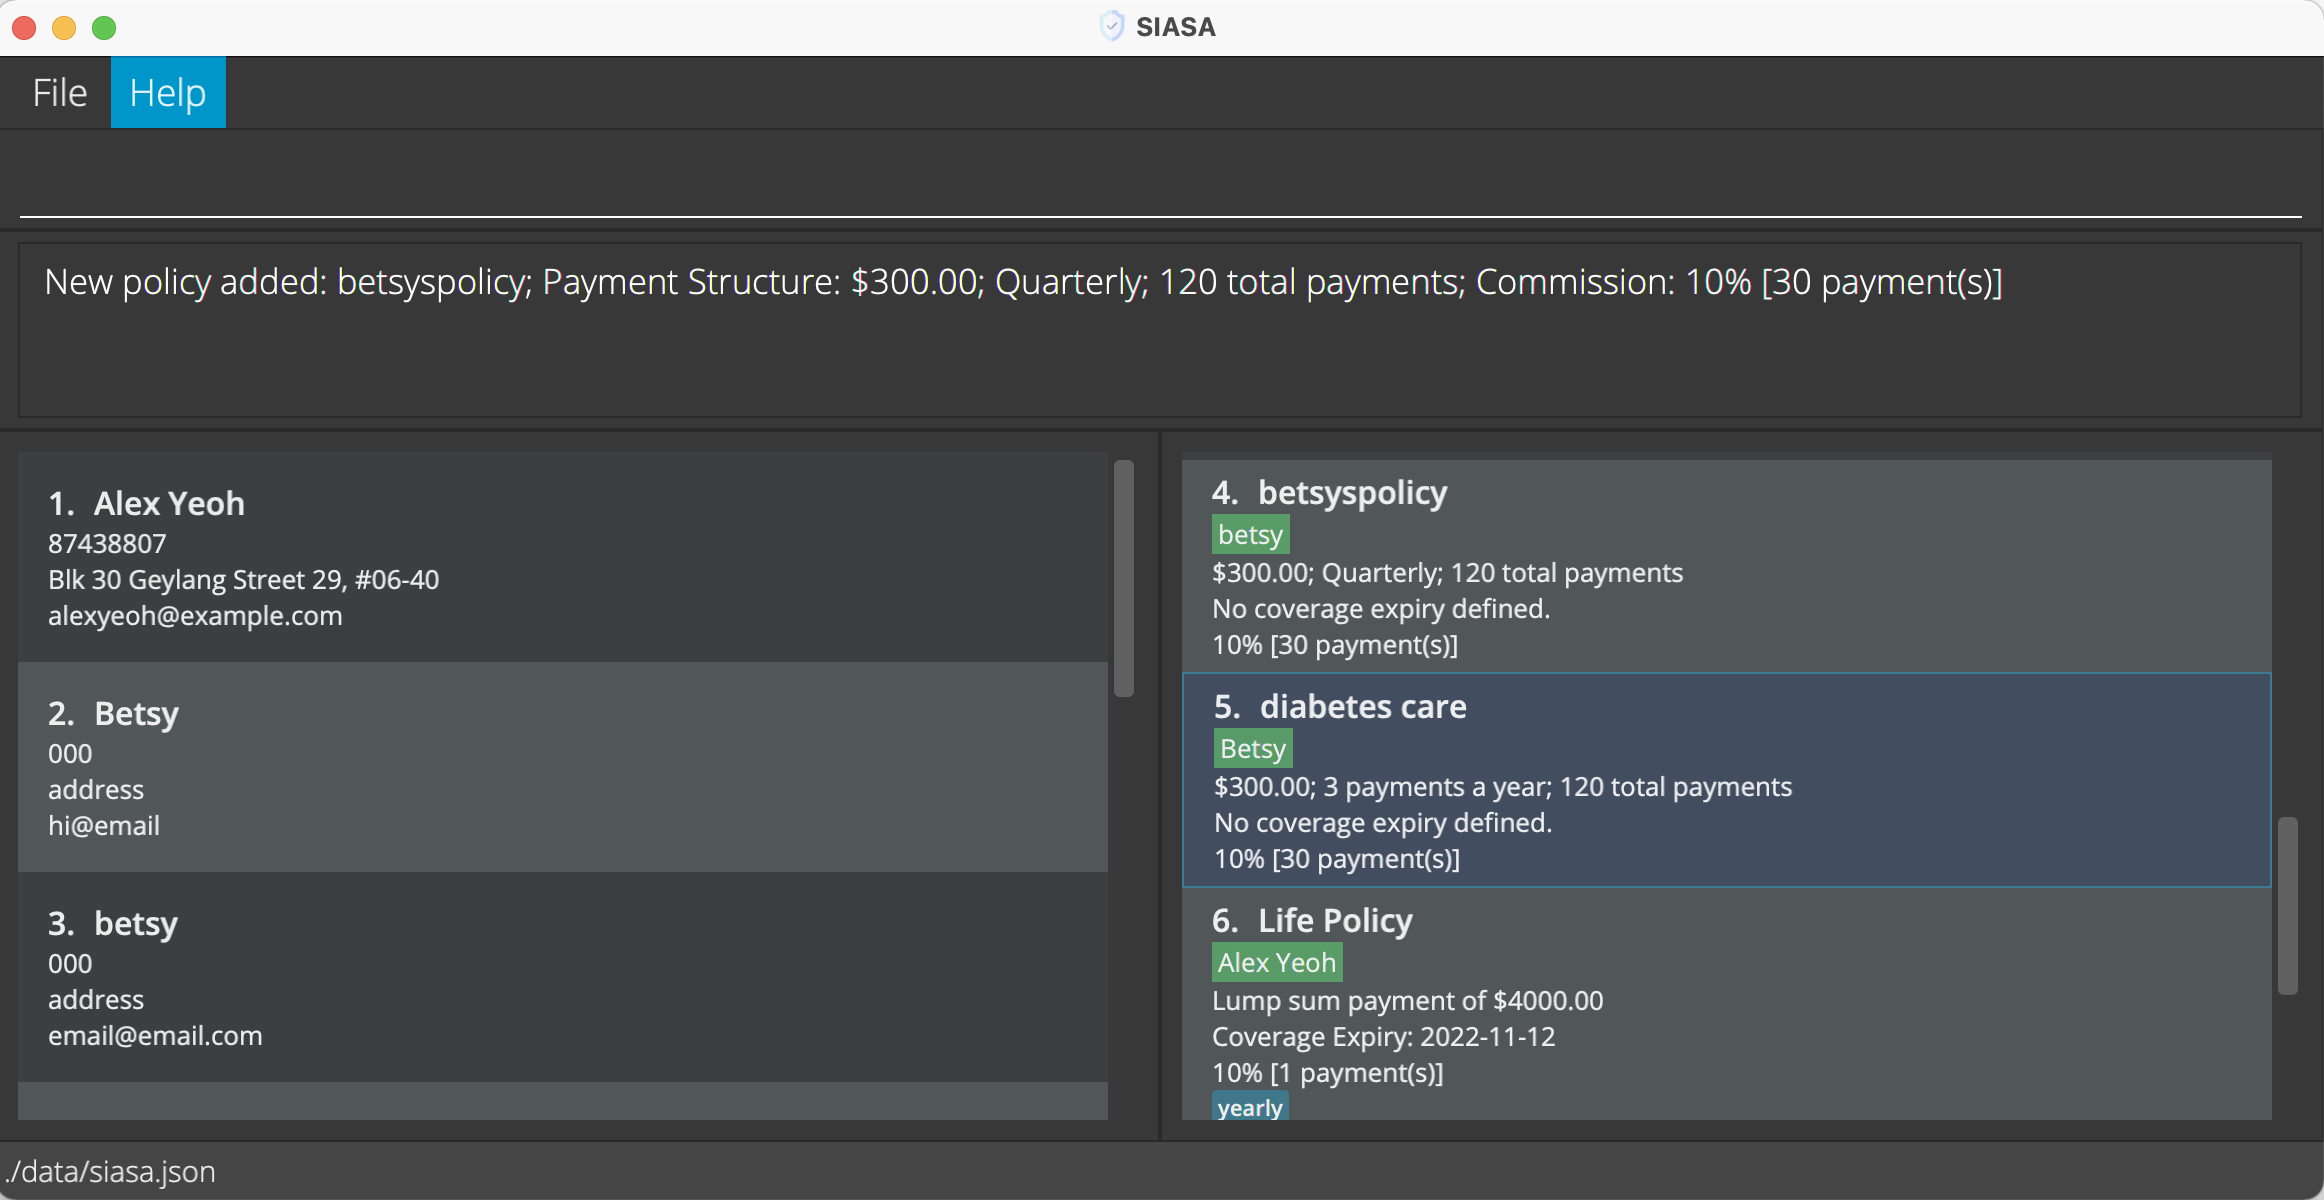 SIASA
File Help
New policy added: betsyspolicy; Payment Structure: $300.00; Quarterly; 120 total payments; Commission: 10% [30 payment(s)]
1. Alex Yeoh
87438807
Blk 30 Geylang Street 29, #06-40
alexyeoh@example.com
2. Betsy
000
address
hi@email
3. betsy
000
address
email@email.com
4. betsyspolicy
betsy
$300.00; Quarterly; 120 total payments
No coverage expiry defined.
10% [30 payment(s)]
5. diabetes care
Betsy
$300.00; 3 payments a year; 120 total payments
No coverage expiry defined.
10% [30 payment(s)]
6. Life Policy
Alex Yeoh
Lump sum payment of $4000.00
Coverage Expiry: 2022-11-12
10% [1 payment(s)]
yearly
./data/siasa.json